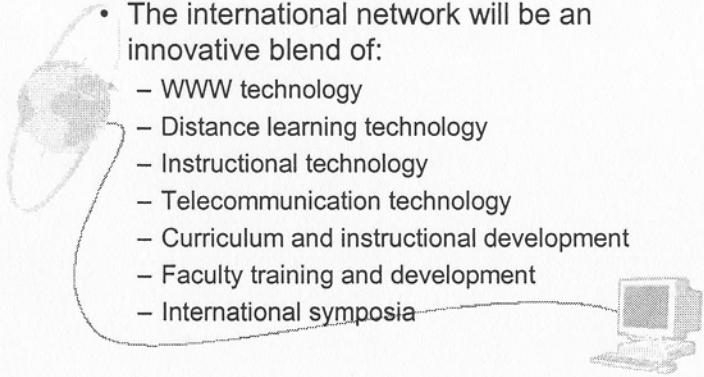 • The international network will be an
innovative blend of:
– WWW technology
– Distance learning technology
– Instructional technology
– Telecommunication technology
– Curriculum and instructional development
– Faculty training and development
– International symposia